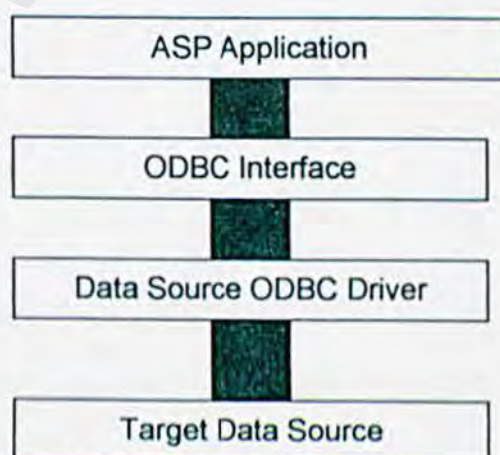 ASP Application
ODBC Interface
Data Source ODBC Driver
Target Data Source